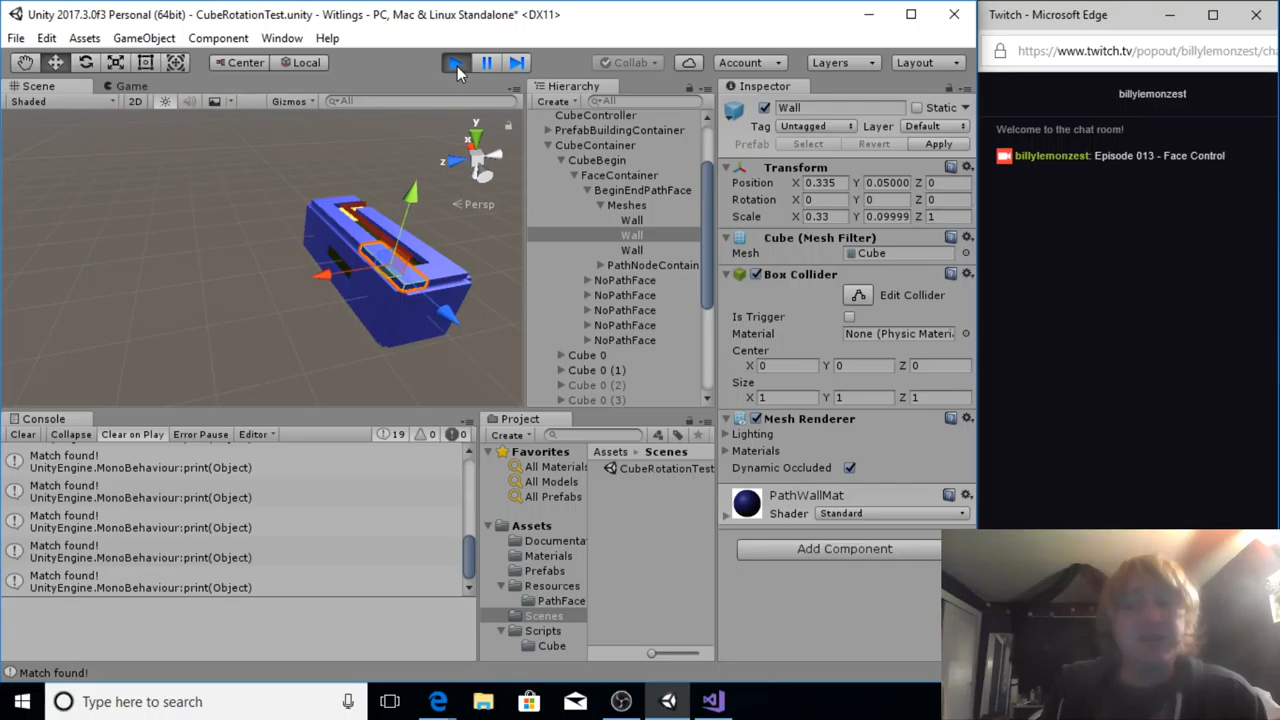 Unity 2017.3.0f3 Personal (64bit) - CubeRotationTest.unity - Witlings - PC, Mac & Linux Standalone* <DX11>
File Edit Assets GameObject Component Window Help
Center Local Collab Account Layers Layout
Scene Game
Shaded 2D Gizmos All
y
x
z
Persp
Hierarchy
Create All
CubeController
PrefabBuildingContainer
CubeContainer
CubeBegin
FaceContainer
BeginEndPathFace
Meshes
Wall
Wall
Wall
PathNodeContain
NoPathFace
NoPathFace
NoPathFace
NoPathFace
NoPathFace
Cube 0
Cube 0 (1)
Cube 0 (2)
Cube 0 (3)
Inspector
Wall Static
Tag Untagged Layer Default
Prefab Select Revert Apply
Transform
Position X 0.335 Y 0.05000 Z 0
Rotation X 0 Y 0 Z 0
Scale X 0.33 Y 0.09999 Z 1
Cube (Mesh Filter)
Mesh Cube
Box Collider
Edit Collider
Is Trigger
Material None (Physic Materi
Center
X 0 Y 0 Z 0
Size
X 1 Y 1 Z 1
Mesh Renderer
Lighting
Materials
Dynamic Occluded
PathWallMat
Shader Standard
Add Component
Console
Clear Collapse Clear on Play Error Pause Editor 19 0 0
Match found!
UnityEngine.MonoBehaviour:print(Object)
Match found!
UnityEngine.MonoBehaviour:print(Object)
Match found!
UnityEngine.MonoBehaviour:print(Object)
Match found!
UnityEngine.MonoBehaviour:print(Object)
Match found!
UnityEngine.MonoBehaviour:print(Object)
Match found!
Project
Create
Favorites
All Materials
All Models
All Prefabs
Assets
Documenta
Materials
Prefabs
Resources
PathFace
Scenes
Scripts
Cube
Assets Scenes
CubeRotationTest
Twitch - Microsoft Edge
https://www.twitch.tv/popout/billylemonzest/cha
billylemonzest
Welcome to the chat room!
billylemonzest: Episode 013 - Face Control
Type here to search